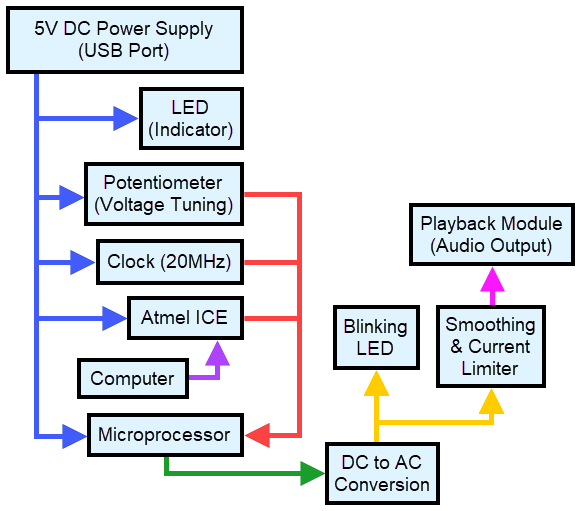 5V DC Power Supply
(USB Port)
LED
(Indicator)
Potentiometer
(Voltage Tuning)
Clock (20MHz)
Atmel ICE
Computer
Microprocessor
DC to AC
Conversion
Blinking
LED
Smoothing
& Current
Limiter
Playback Module
(Audio Output)